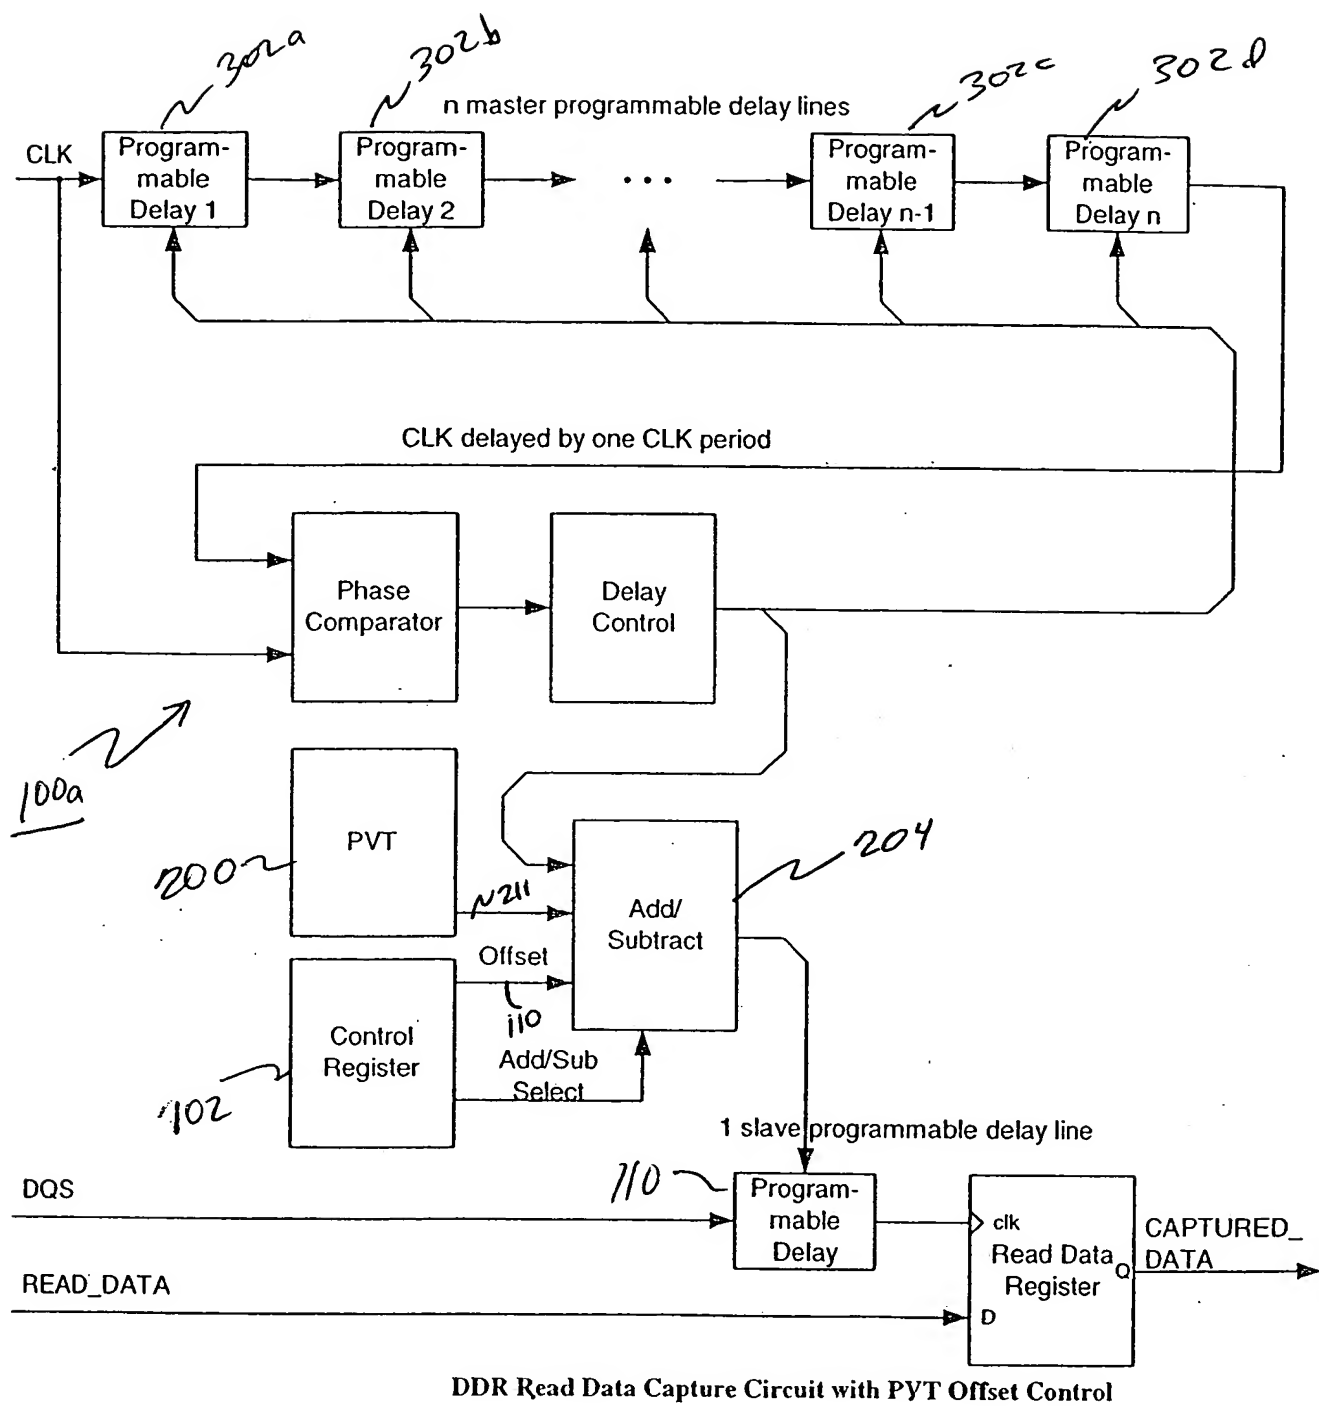 302a
302b
302c
302d
n master programmable delay lines
CLK
Program-
mable
Delay 1
Program-
mable
Delay 2
• • •
Program-
mable
Delay n-1
Program-
mable
Delay n
CLK delayed by one CLK period
Phase
Comparator
Delay
Control
100a
PVT
200
211
204
Add/
Subtract
Offset
110
Control
Register
102
Add/Sub
Select
1 slave programmable delay line
110
DQS
Program-
mable
Delay
clk
Read Data
Register
Q
D
CAPTURED_
DATA
READ_DATA
DDR Read Data Capture Circuit with PVT Offset Control